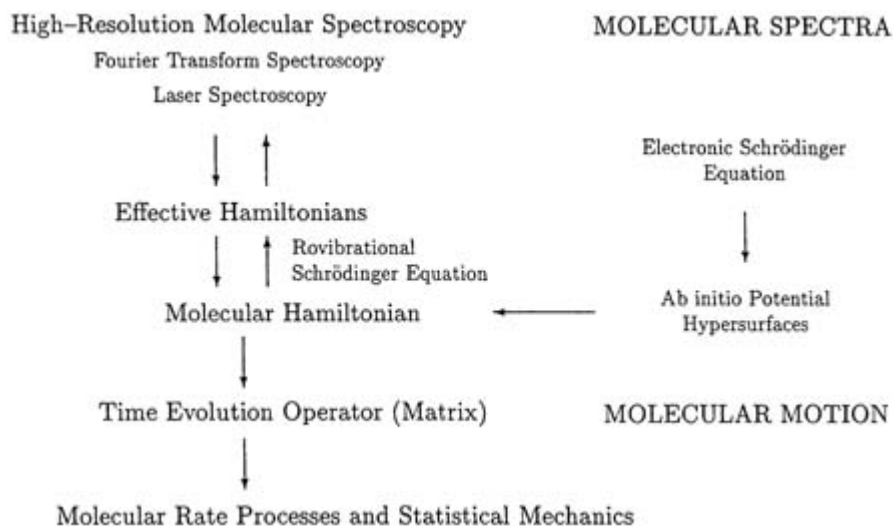 High–Resolution Molecular Spectroscopy
MOLECULAR SPECTRA
Fourier Transform Spectroscopy
Laser Spectroscopy
Electronic Schrödinger
Equation
Effective Hamiltonians
Rovibrational
Schrödinger Equation
Ab initio Potential
Hypersurfaces
Molecular Hamiltonian
Time Evolution Operator (Matrix)
MOLECULAR MOTION
Molecular Rate Processes and Statistical Mechanics